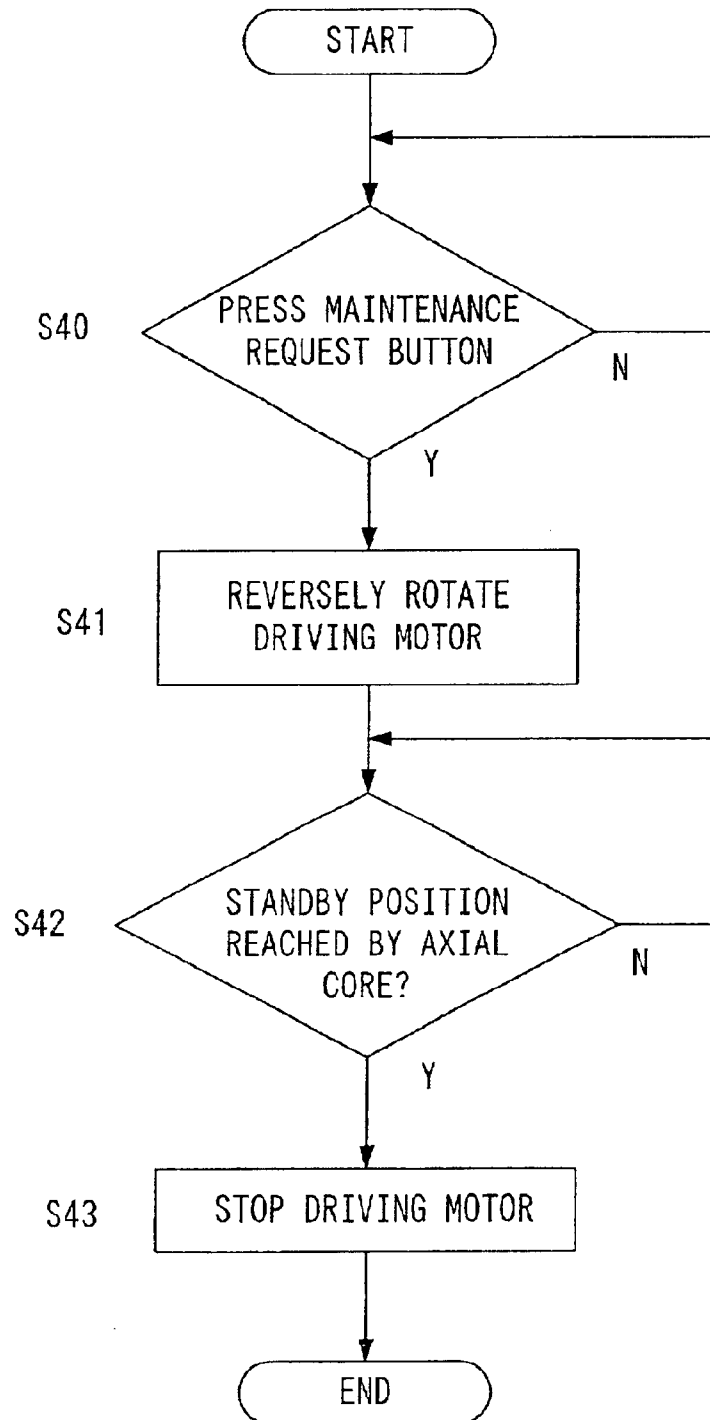 START
S40
PRESS MAINTENANCE
REQUEST BUTTON
N
Y
S41
REVERSELY ROTATE
DRIVING MOTOR
S42
STANDBY POSITION
REACHED BY AXIAL
CORE?
N
Y
S43
STOP DRIVING MOTOR
END